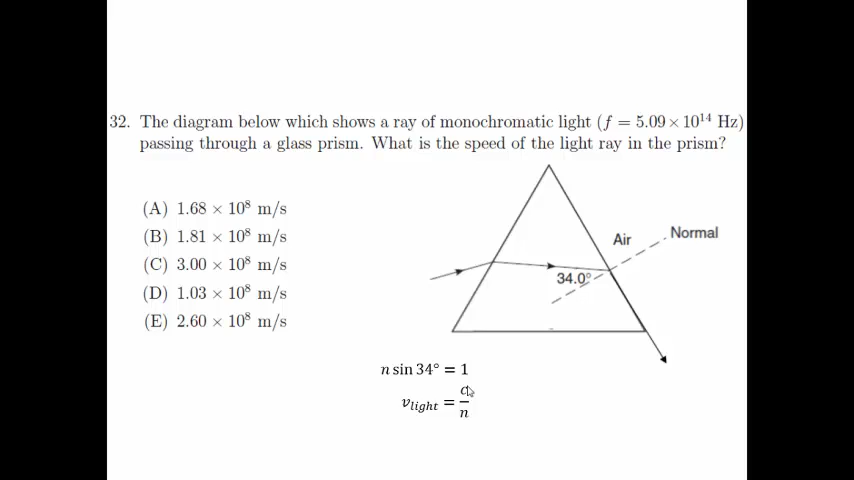 32. The diagram below which shows a ray of monochromatic light (f = 5.09 × 10¹⁴ Hz)
passing through a glass prism. What is the speed of the light ray in the prism?
(A) 1.68 × 10⁸ m/s
(B) 1.81 × 10⁸ m/s
(C) 3.00 × 10⁸ m/s
(D) 1.03 × 10⁸ m/s
(E) 2.60 × 10⁸ m/s
Air
Normal
34.0°
n sin 34° = 1
v_light = c/n